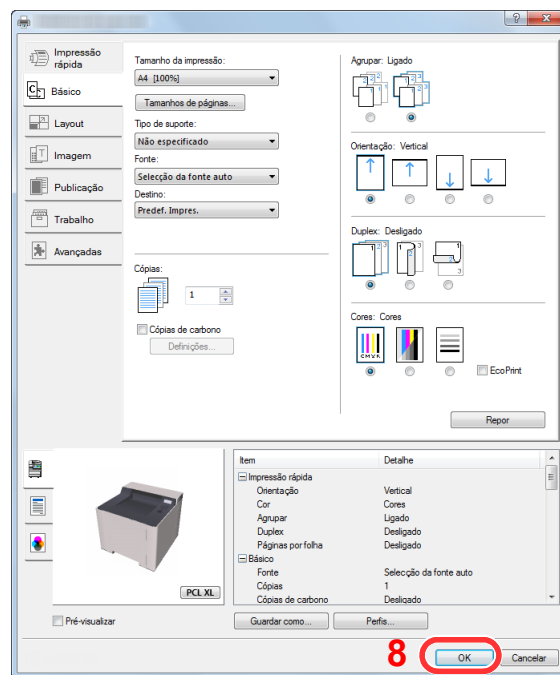 Impressão
rápida
Básico
Layout
Imagem
Publicação
Trabalho
Avançadas
Tamanho da impressão:
A4 [100%]
Tamanhos de páginas...
Tipo de suporte:
Não especificado
Fonte:
Selecção da fonte auto
Destino:
Predef. Impres.
Cópias:
1
Cópias de carbono
Definições...
Agrupar: Ligado
Orientação: Vertical
Duplex: Desligado
Cores: Cores
CMYK
EcoPrint
Repor
PCL XL
Pré-visualizar
Item Detalhe
Impressão rápida
Orientação Vertical
Cor Cores
Agrupar Ligado
Duplex Desligado
Páginas por folha Desligado
Básico
Fonte Selecção da fonte auto
Cópias 1
Cópias de carbono Desligado
Guardar como... Perfis...
8 OK Cancelar